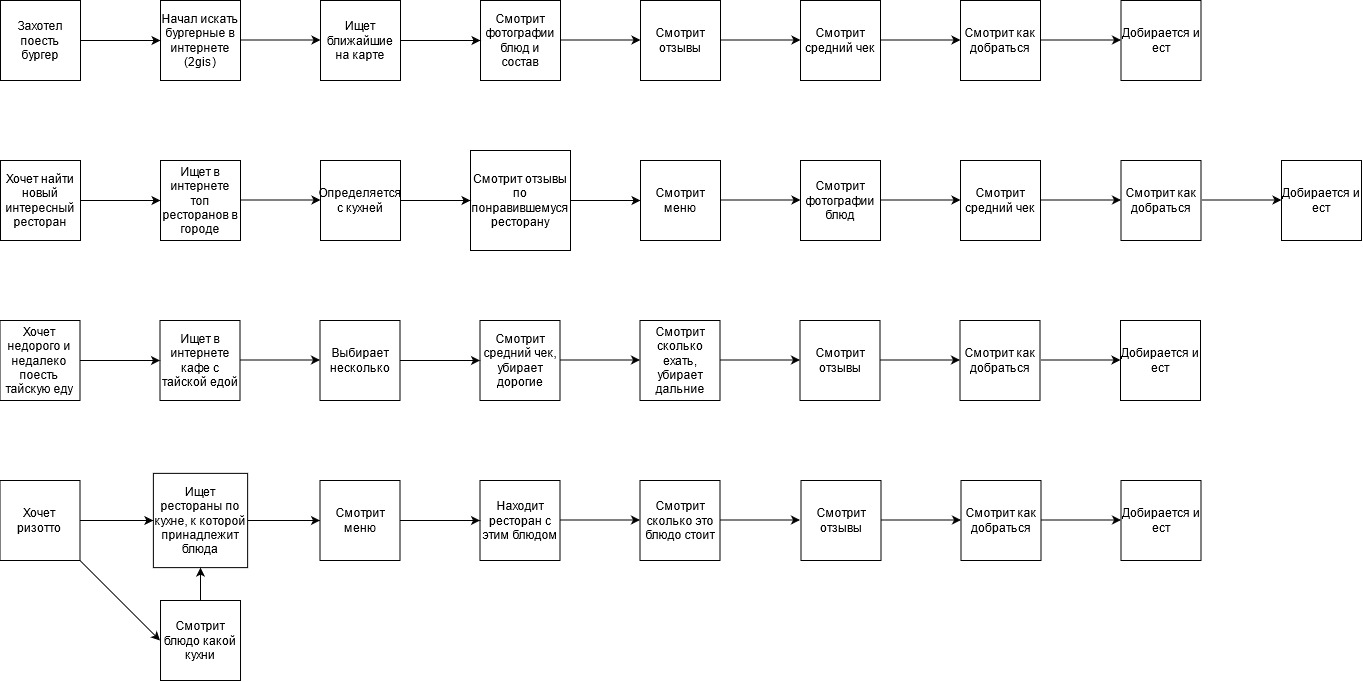 Захотел
поесть
бургер
Начал искать
бургерные в
интернете
(2gis)
Ищет
ближайшие
на карте
Смотрит
фотографии
блюд и
состав
Смотрит
отзывы
Смотрит
средний чек
Смотрит как
добраться
Добирается и
ест
Хочет найти
новый
интересный
ресторан
Ищет в
интернете
топ
ресторанов в
городе
Определяется
с кухней
Смотрит отзывы
по
понравившемуся
ресторану
Смотрит
меню
Смотрит
фотографии
блюд
Смотрит
средний чек
Смотрит как
добраться
Добирается и
ест
Хочет
недорого и
недалеко
поесть
тайскую еду
Ищет в
интернете
кафе с
тайской едой
Выбирает
несколько
Смотрит
средний чек,
убирает
дорогие
Смотрит
сколько
ехать,
убирает
дальние
Смотрит
отзывы
Смотрит как
добраться
Добирается и
ест
Хочет
ризотто
Ищет
рестораны по
кухне, к которой
принадлежит
блюда
Смотрит
меню
Находит
ресторан с
этим блюдом
Смотрит
сколько это
блюдо стоит
Смотрит
отзывы
Смотрит как
добраться
Добирается и
ест
Смотрит
блюдо какой
кухни